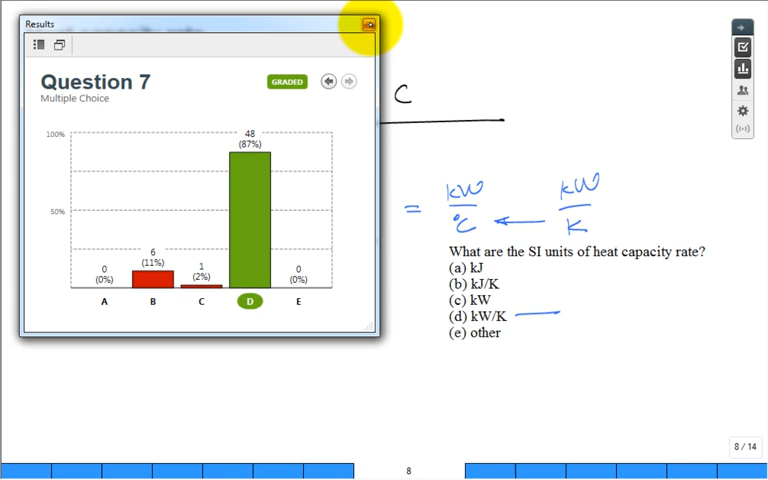 Results
Question 7
GRADED
Multiple Choice
100%
50%
0
(0%)
6
(11%)
1
(2%)
48
(87%)
0
(0%)
A B C D E
C
= kW/°C ← kW/K
What are the SI units of heat capacity rate?
(a) kJ
(b) kJ/K
(c) kW
(d) kW/K
(e) other
8 / 14
8